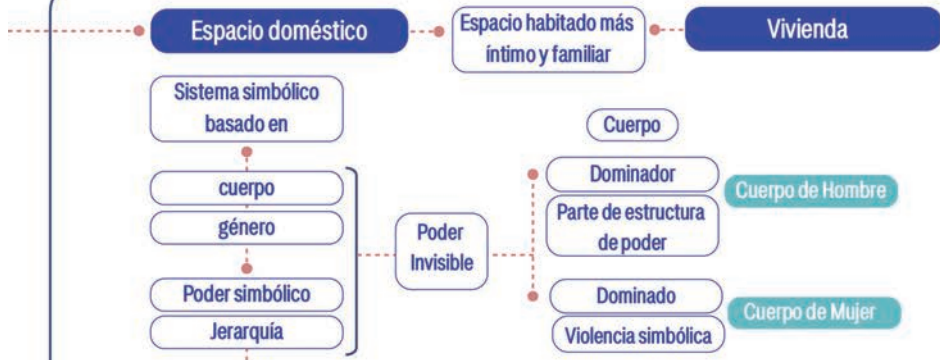 Espacio doméstico
Espacio habitado más
íntimo y familiar
Vivienda
Sistema simbólico
basado en
cuerpo
género
Poder simbólico
Jerarquía
Poder
Invisible
Cuerpo
Dominador
Parte de estructura
de poder
Cuerpo de Hombre
Dominado
Violencia simbólica
Cuerpo de Mujer